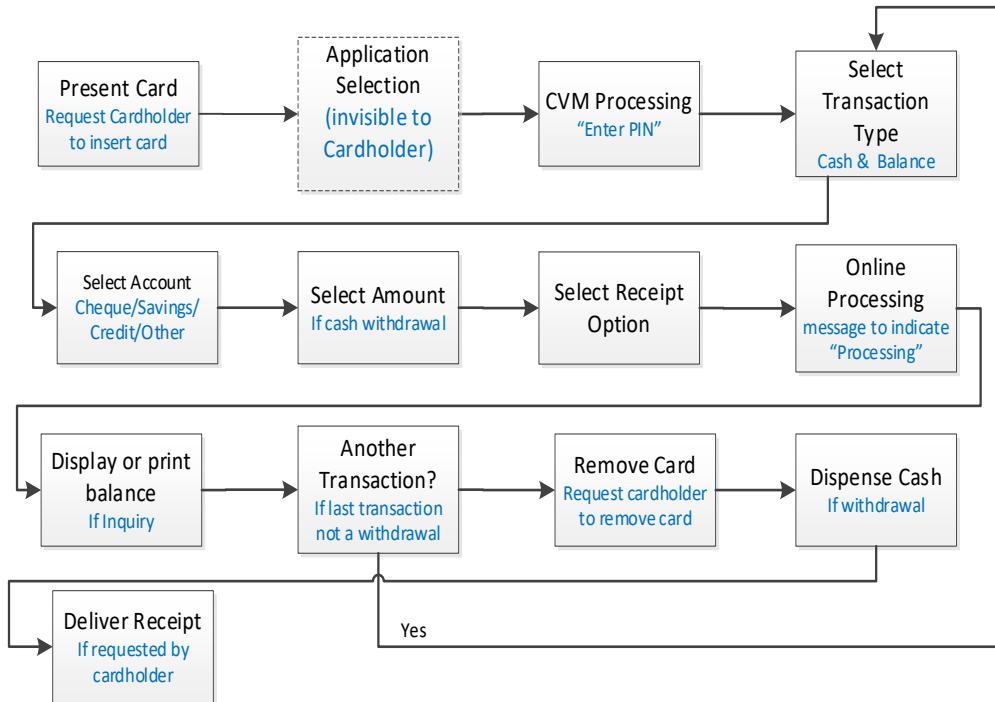 Present Card
Request Cardholder
to insert card
Application
Selection
(invisible to
Cardholder)
CVM Processing
“Enter PIN”
Select
Transaction
Type
Cash & Balance
Select Account
Cheque/Savings/
Credit/Other
Select Amount
If cash withdrawal
Select Receipt
Option
Online
Processing
message to indicate
“Processing”
Display or print
balance
If Inquiry
Another
Transaction?
If last transaction
not a withdrawal
Remove Card
Request cardholder
to remove card
Dispense Cash
If withdrawal
Deliver Receipt
If requested by
cardholder
Yes